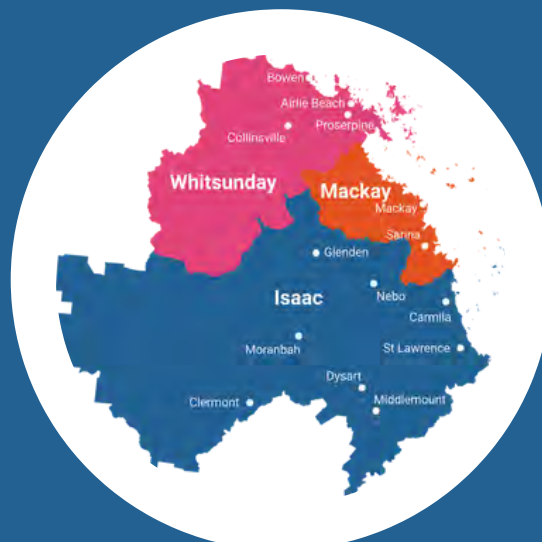 Bowen
Airlie Beach
Proserpine
Collinsville
Whitsunday
Mackay
Mackay
Sarina
Glenden
Isaac
Nebo
Carmila
Moranbah
St Lawrence
Dysart
Clermont
Middlemount